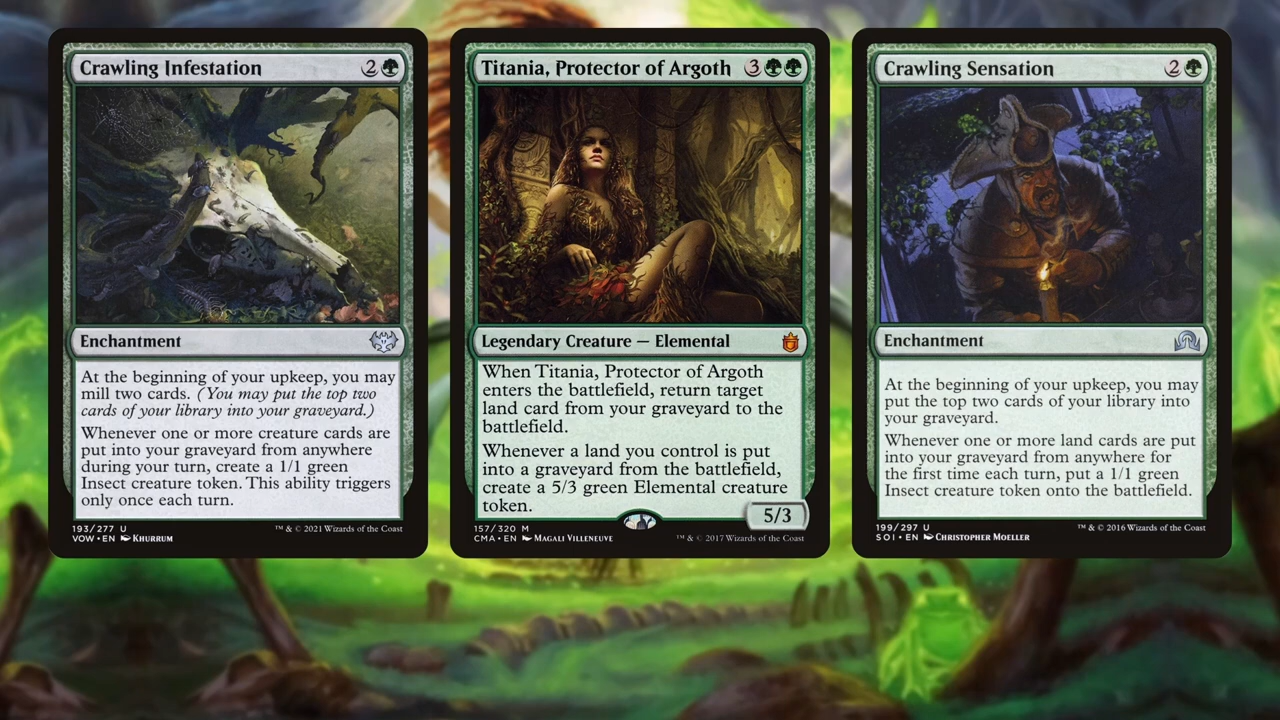 Crawling Infestation 2
Enchantment
At the beginning of your upkeep, you may
mill two cards. (You may put the top two
cards of your library into your graveyard.)
Whenever one or more creature cards are
put into your graveyard from anywhere
during your turn, create a 1/1 green
Insect creature token. This ability triggers
only once each turn.
193/277 U
VOW • EN Khurrum
™ & © 2021 Wizards of the Coast
Titania, Protector of Argoth 3
Legendary Creature — Elemental
When Titania, Protector of Argoth
enters the battlefield, return target
land card from your graveyard to the
battlefield.
Whenever a land you control is put
into a graveyard from the battlefield,
create a 5/3 green Elemental creature
token.
5/3
157/320 M
CMA • EN Magali Villeneuve
™ & © 2017 Wizards of the Coast
Crawling Sensation 2
Enchantment
At the beginning of your upkeep, you may
put the top two cards of your library into
your graveyard.
Whenever one or more land cards are put
into your graveyard from anywhere for
the first time each turn, put a 1/1 green
Insect creature token onto the battlefield.
199/297 U
SOI • EN Christopher Moeller
™ & © 2016 Wizards of the Coast